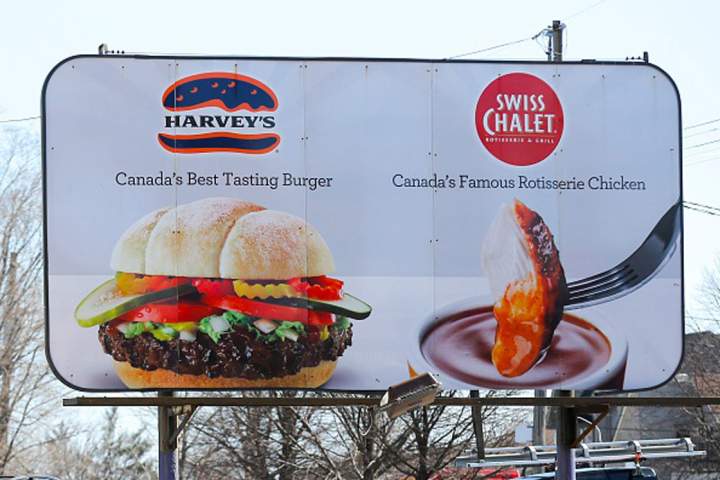 HARVEY'S
Canada's Best Tasting Burger
SWISS
CHALET
ROTISSERIE & GRILL
Canada's Famous Rotisserie Chicken